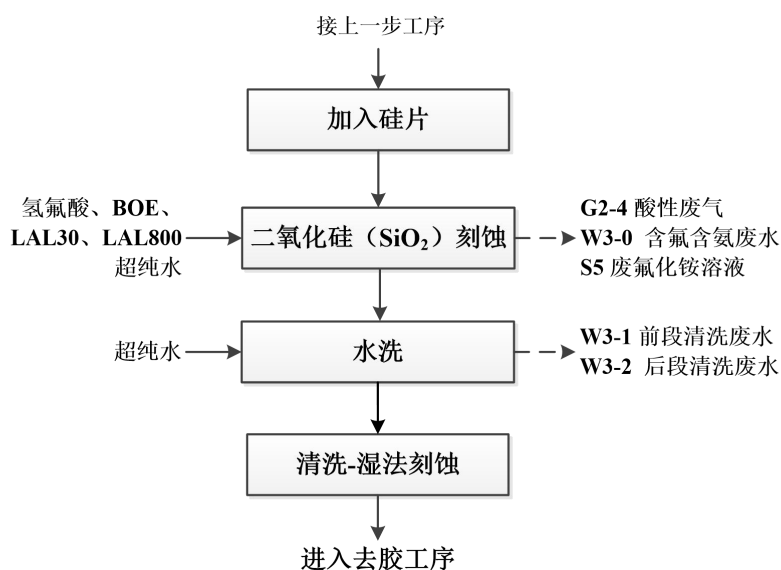 接上一步工序
加入硅片
氢氟酸、BOE、
LAL30、LAL800
超纯水
二氧化硅（SiO₂）刻蚀
G2-4 酸性废气
W3-0 含氟含氨废水
S5 废氟化铵溶液
超纯水
水洗
W3-1 前段清洗废水
W3-2 后段清洗废水
清洗-湿法刻蚀
进入去胶工序